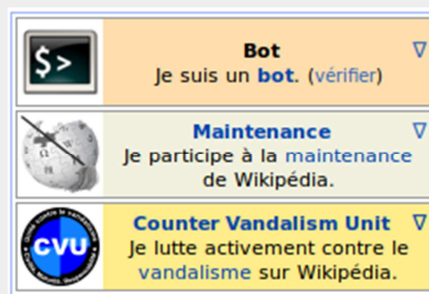 $>
Bot
∇
Je suis un bot. (vérifier)
Maintenance
∇
Je participe à la maintenance
de Wikipédia.
CVU
Counter Vandalism Unit
∇
Je lutte activement contre le
vandalisme sur Wikipédia.